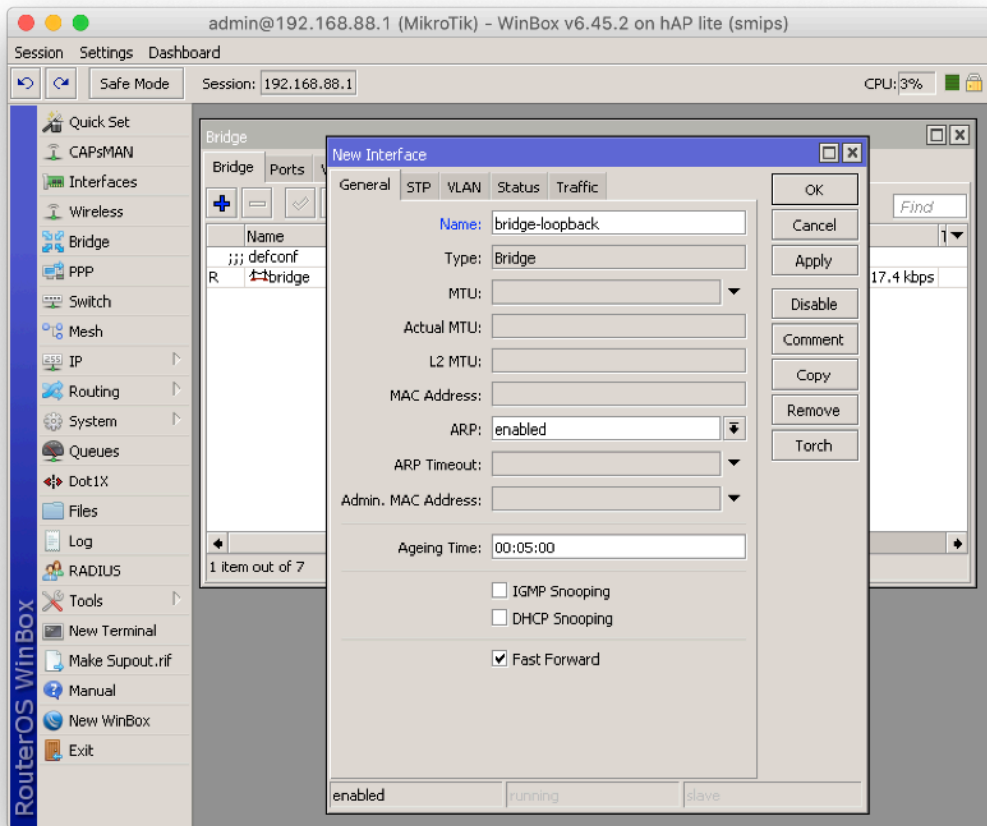 admin@192.168.88.1 (MikroTik) - WinBox v6.45.2 on hAP lite (smips)
Session Settings Dashboard
Safe Mode Session: 192.168.88.1 CPU: 3%
RouterOS WinBox
Quick Set
CAPsMAN
Interfaces
Wireless
Bridge
PPP
Switch
Mesh
255 IP
Routing
System
Queues
Dot1X
Files
Log
RADIUS
Tools
New Terminal
Make Supout.rif
Manual
New WinBox
Exit
Bridge
Bridge Ports
Find
Name
;;; defconf
R bridge 17.4 kbps
1 item out of 7
New Interface
General STP VLAN Status Traffic
Name: bridge-loopback
Type: Bridge
MTU:
Actual MTU:
L2 MTU:
MAC Address:
ARP: enabled
ARP Timeout:
Admin. MAC Address:
Ageing Time: 00:05:00
IGMP Snooping
DHCP Snooping
Fast Forward
OK
Cancel
Apply
Disable
Comment
Copy
Remove
Torch
enabled running slave